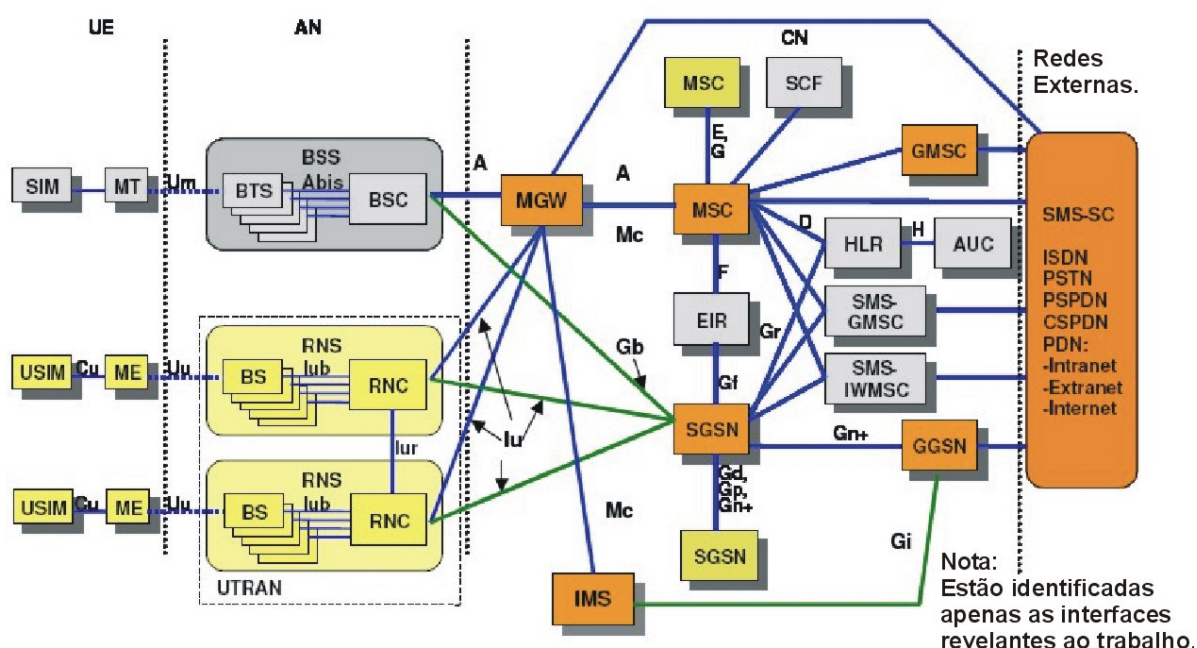 UE
AN
CN
Redes
Externas.
MSC
SCF
E,
G
GMSC
BSS
Abis
BTS
BSC
SIM
MT
Um
A
MGW
A
Mc
MSC
D
HLR
H
AUC
SMS-SC
ISDN
PSTN
PSPDN
CSPDN
PDN:
-Intranet
-Extranet
-Internet
F
EIR
Gr
SMS-
GMSC
SMS-
IWMSC
Gb
Gf
RNS
Iub
BS
RNC
USIM
Cu
ME
Uu
Iu
SGSN
Gn+
GGSN
Iur
RNS
Iub
BS
RNC
USIM
Cu
ME
Uu
Gd,
Gp,
Gn+
Mc
SGSN
Gi
UTRAN
IMS
Nota:
Estão identificadas
apenas as interfaces
revelantes ao trabalho.